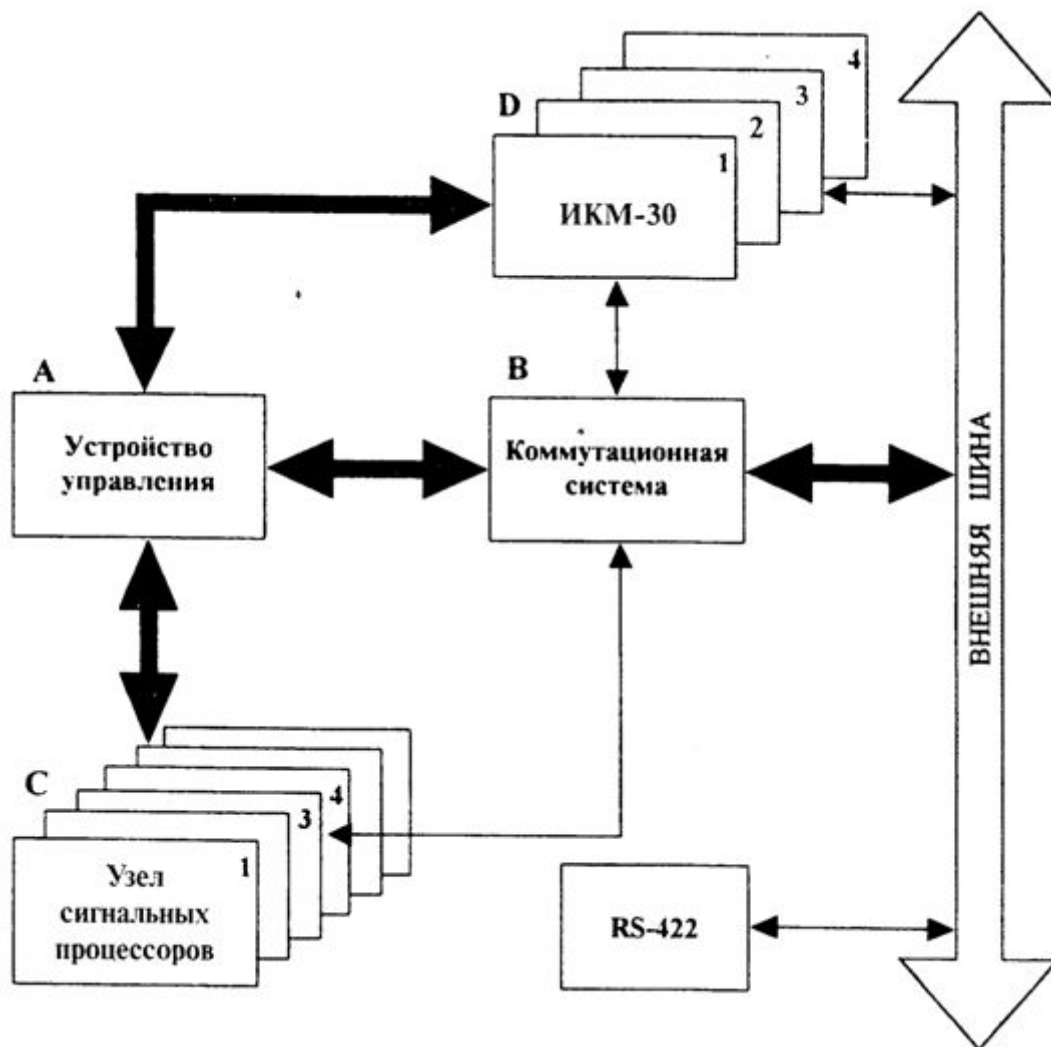 4
3
D
2
1
ИКМ-30
A
B
Устройство
управления
Коммутационная
система
ВНЕШНЯЯ ШИНА
C
4
3
1
Узел
сигнальных
процессоров
RS-422